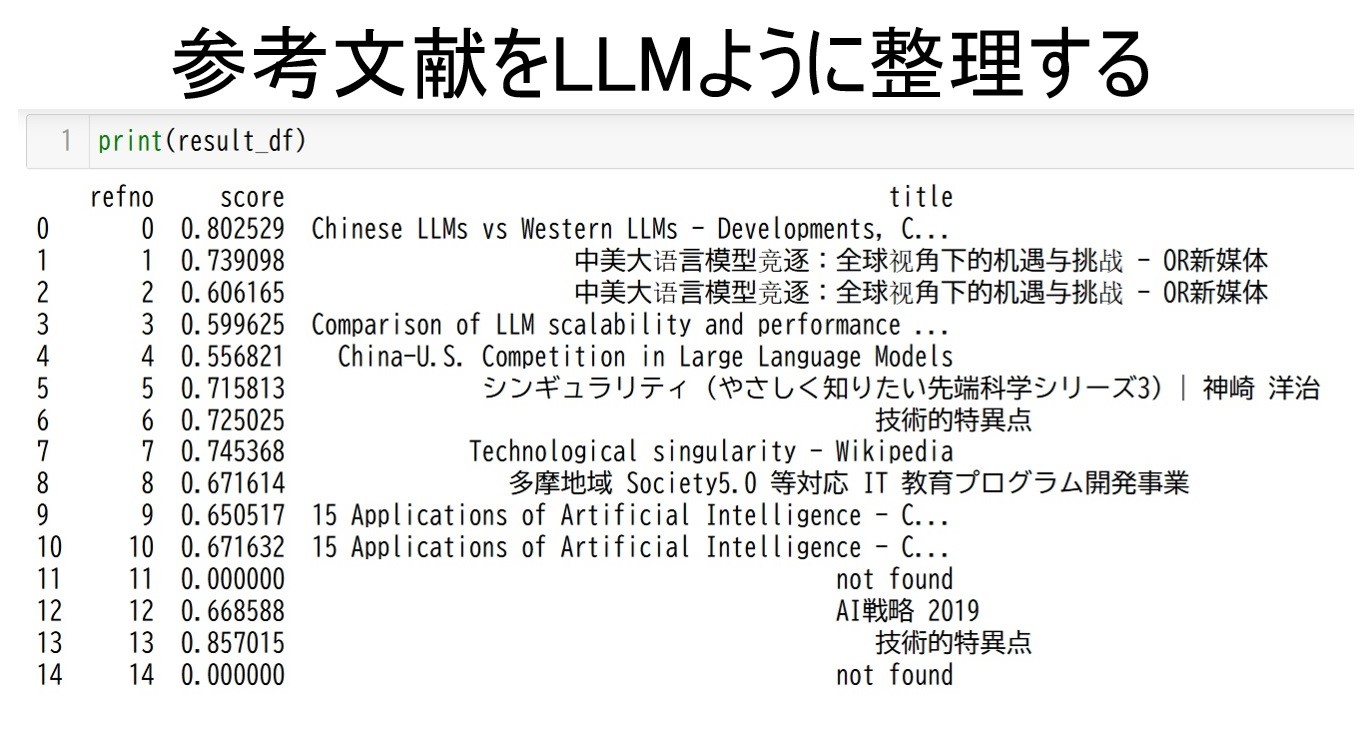 参考文献をLLMように整理する
1 print(result_df)
refno score title
0 0 0.802529 Chinese LLMs vs Western LLMs - Developments, C...
1 1 0.739098 中美大语言模型竞逐：全球视角下的机遇与挑战 - OR新媒体
2 2 0.606165 中美大语言模型竞逐：全球视角下的机遇与挑战 - OR新媒体
3 3 0.599625 Comparison of LLM scalability and performance ...
4 4 0.556821 China-U.S. Competition in Large Language Models
5 5 0.715813 シンギュラリティ (やさしく知りたい先端科学シリーズ3) | 神崎 洋治
6 6 0.725025 技術的特異点
7 7 0.745368 Technological singularity - Wikipedia
8 8 0.671614 多摩地域 Society5.0 等対応 IT 教育プログラム開発事業
9 9 0.650517 15 Applications of Artificial Intelligence - C...
10 10 0.671632 15 Applications of Artificial Intelligence - C...
11 11 0.000000 not found
12 12 0.668588 AI戦略 2019
13 13 0.857015 技術的特異点
14 14 0.000000 not found